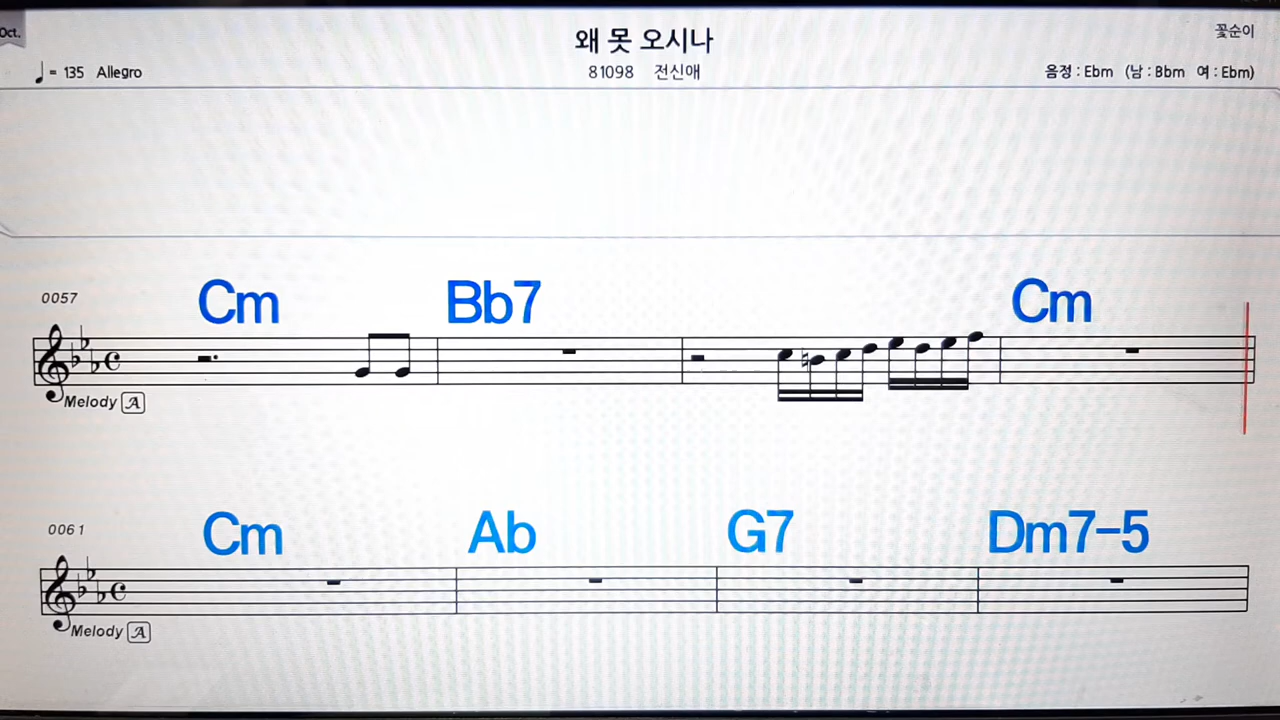 Oct.
왜 못 오시나
꽃순이
♩= 135 Allegro
81098 전신애
음정 : Ebm (남 : Bbm 여 : Ebm)
0057
Cm Bb7 Cm
Melody A
0061
Cm Ab G7 Dm7-5
Melody A